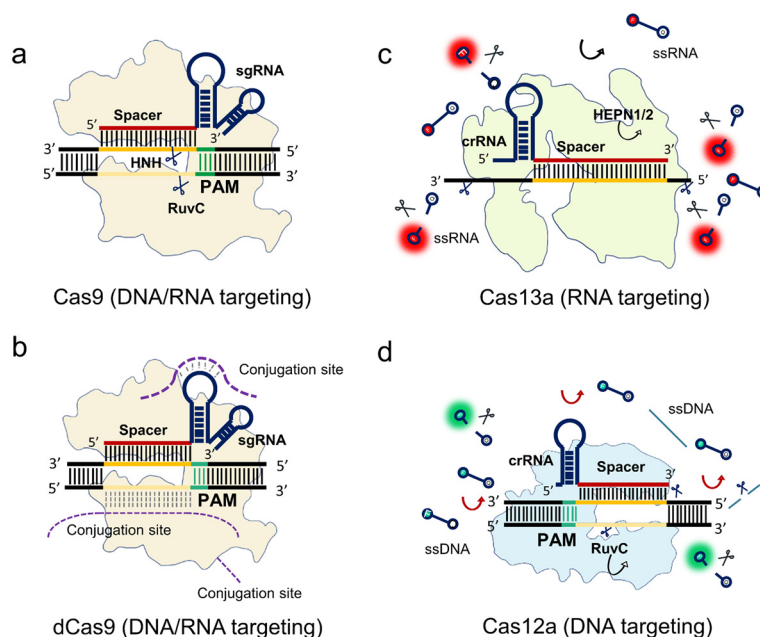 a
sgRNA
Spacer
5′
3′
3′
5′
HNH
5′
3′
PAM
RuvC
Cas9 (DNA/RNA targeting)
b
Conjugation site
Spacer
sgRNA
5′
3′
3′
5′
5′
3′
PAM
Conjugation site
Conjugation site
dCas9 (DNA/RNA targeting)
c
ssRNA
HEPN1/2
crRNA
Spacer
5′
3′
3′
5′
ssRNA
Cas13a (RNA targeting)
d
ssDNA
crRNA
Spacer
3′
5′
3′
5′
5′
3′
ssDNA
PAM
RuvC
Cas12a (DNA targeting)